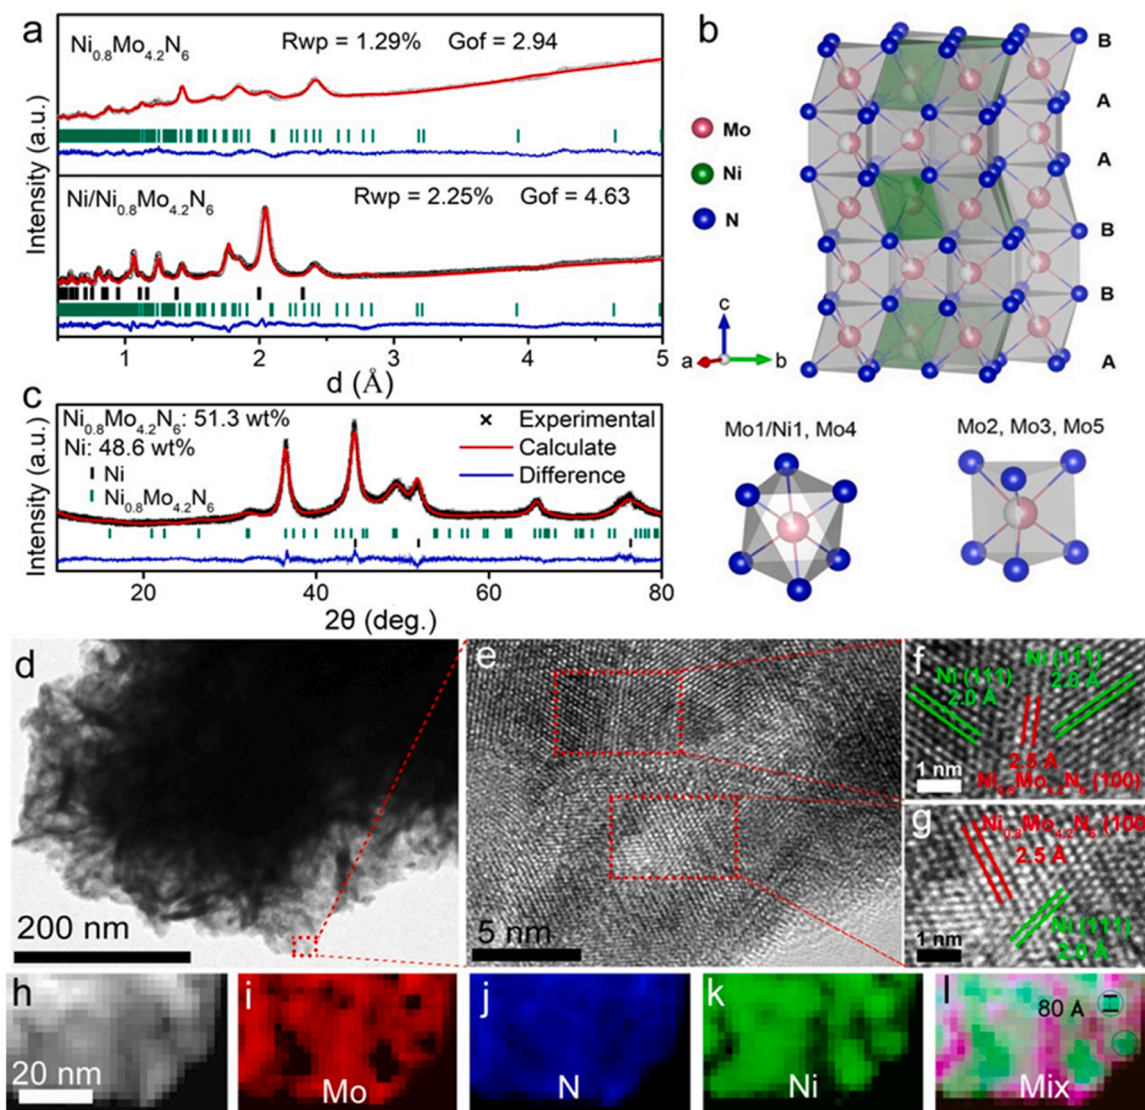 a
Ni0.8Mo4.2N6
Rwp = 1.29% Gof = 2.94
Ni/Ni0.8Mo4.2N6
Rwp = 2.25% Gof = 4.63
Intensity (a.u.)
Intensity (a.u.)
1 2 3 4 5
d (Å)
b
Mo
Ni
N
B
A
A
B
B
A
c
a
b
Mo1/Ni1, Mo4
Mo2, Mo3, Mo5
c
Ni0.8Mo4.2N6: 51.3 wt%
Ni: 48.6 wt%
Ni
Ni0.8Mo4.2N6
Experimental
Calculate
Difference
Intensity (a.u.)
20 40 60 80
2θ (deg.)
d
200 nm
e
5 nm
f
Ni (111)
2.0 Å
Ni (1-11)
2.0 Å
2.5 Å
Ni0.8Mo4.2N6 (100)
1 nm
g
Ni0.8Mo4.2N6 (100)
2.5 Å
Ni (111)
2.0 Å
1 nm
h
20 nm
i
Mo
j
N
k
Ni
l
80 Å
Mix